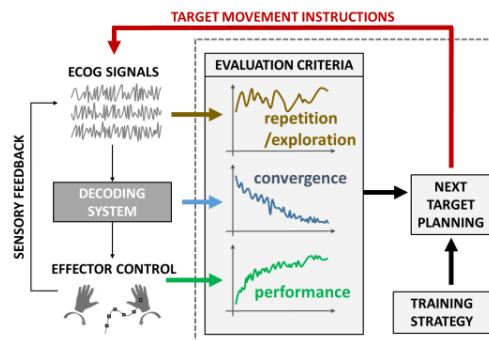 TARGET MOVEMENT INSTRUCTIONS
ECOG SIGNALS
EVALUATION CRITERIA
repetition
/exploration
SENSORY FEEDBACK
convergence
DECODING
SYSTEM
NEXT
TARGET
PLANNING
EFFECTOR CONTROL
performance
TRAINING
STRATEGY